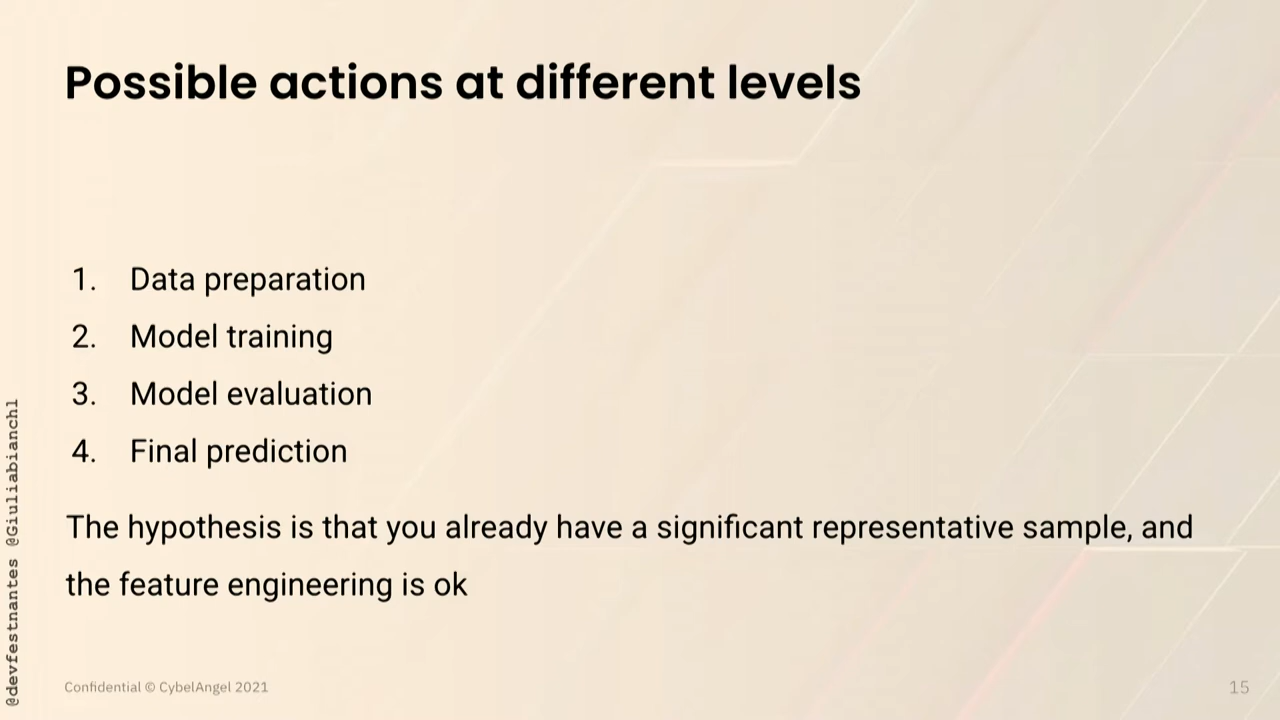 Possible actions at different levels
1. Data preparation
2. Model training
3. Model evaluation
4. Final prediction
The hypothesis is that you already have a significant representative sample, and
the feature engineering is ok
@devfestnantes @Giuliabianchl
Confidential © CybelAngel 2021
15